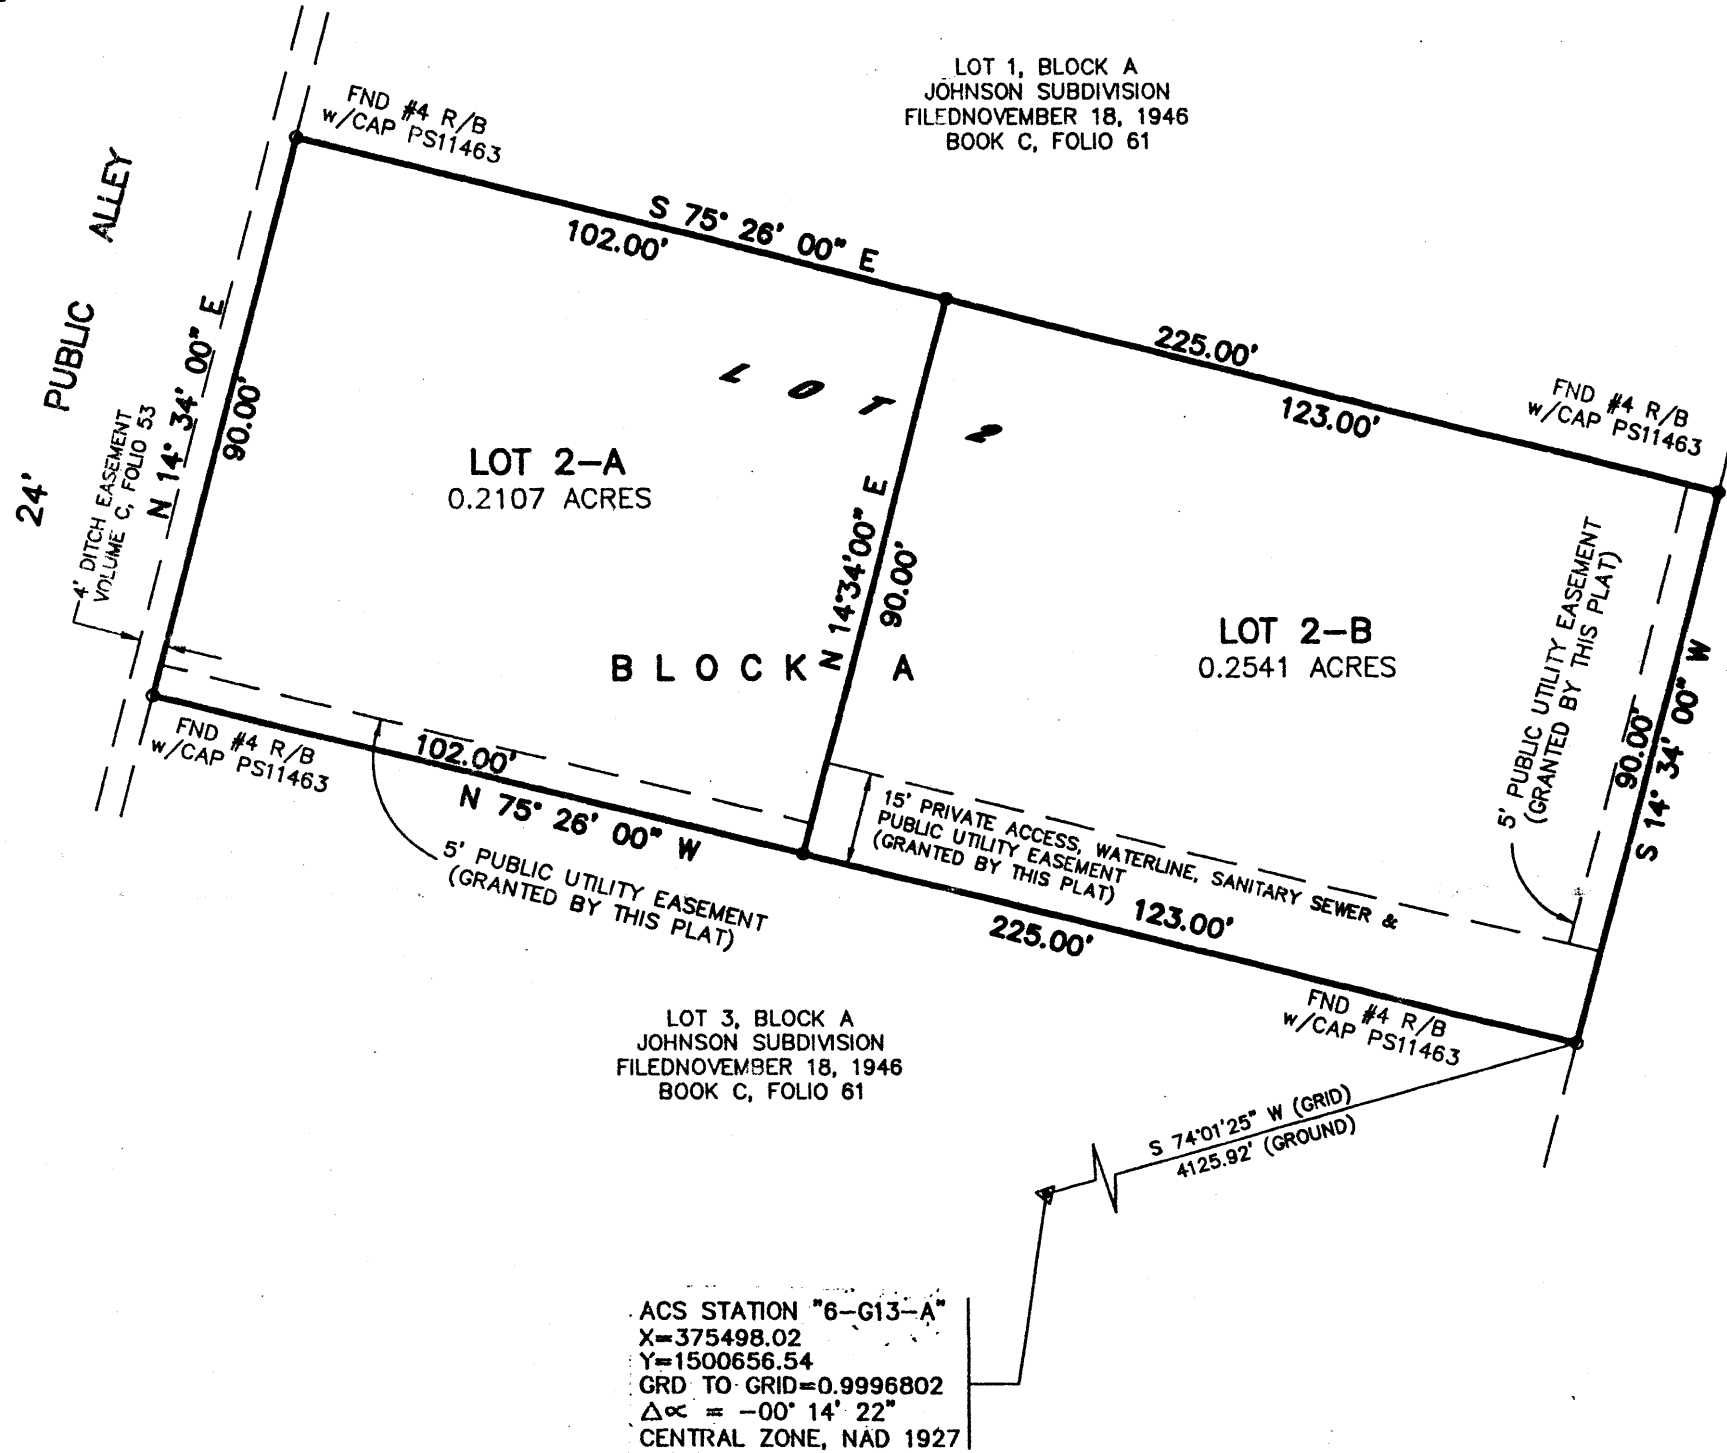 LOT 1, BLOCK A
JOHNSON SUBDIVISION
FILEDNOVEMBER 18, 1946
BOOK C, FOLIO 61
FND #4 R/B
w/CAP PS11463
S 75° 26' 00" E
102.00'
24' PUBLIC ALLEY
N 14° 34' 00" E
90.00'
4' DITCH EASEMENT
VOLUME C, FOLIO 53
225.00'
123.00'
FND #4 R/B
w/CAP PS11463
LOT 2
LOT 2-A
0.2107 ACRES
N 14°34'00" E
90.00'
LOT 2-B
0.2541 ACRES
BLOCK A
5' PUBLIC UTILITY EASEMENT
(GRANTED BY THIS PLAT)
90.00'
S 14° 34' 00" W
FND #4 R/B
w/CAP PS11463
102.00'
N 75° 26' 00" W
5' PUBLIC UTILITY EASEMENT
(GRANTED BY THIS PLAT)
15' PRIVATE ACCESS, WATERLINE, SANITARY SEWER &
PUBLIC UTILITY EASEMENT
(GRANTED BY THIS PLAT)
123.00'
225.00'
FND #4 R/B
w/CAP PS11463
LOT 3, BLOCK A
JOHNSON SUBDIVISION
FILEDNOVEMBER 18, 1946
BOOK C, FOLIO 61
S 74°01'25" W (GRID)
4125.92' (GROUND)
ACS STATION "6-G13-A"
X=375498.02
Y=1500656.54
GRD TO GRID=0.9996802
△∝ = -00° 14' 22"
CENTRAL ZONE, NAD 1927